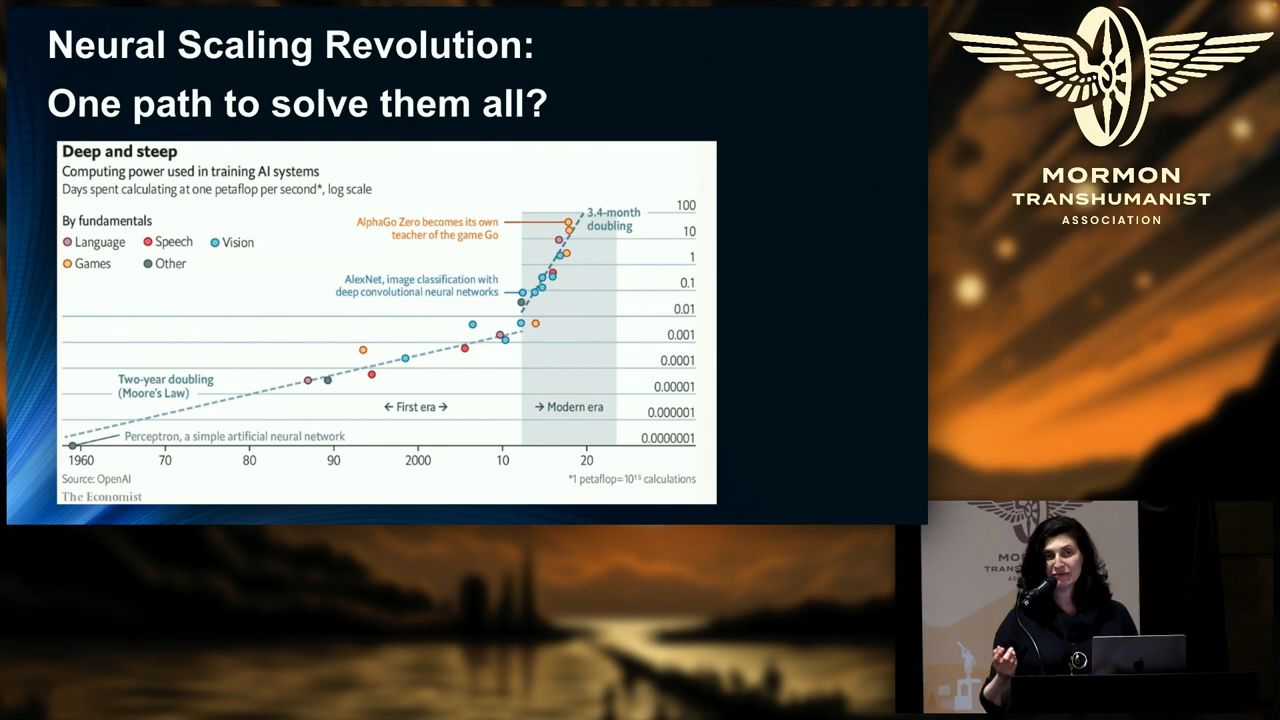 Neural Scaling Revolution:
One path to solve them all?
Deep and steep
Computing power used in training AI systems
Days spent calculating at one petaflop per second*, log scale
By fundamentals
Language
Speech
Vision
Games
Other
AlphaGo Zero becomes its own
teacher of the game Go
3.4-month
doubling
AlexNet, image classification with
deep convolutional neural networks
Two-year doubling
(Moore's Law)
← First era →
→ Modern era
Perceptron, a simple artificial neural network
100
10
1
0.1
0.01
0.001
0.0001
0.00001
0.000001
0.0000001
1960
70
80
90
2000
10
20
Source: OpenAI
*1 petaflop=10¹⁵ calculations
The Economist
MORMON
TRANSHUMANIST
ASSOCIATION
MO
TRANS